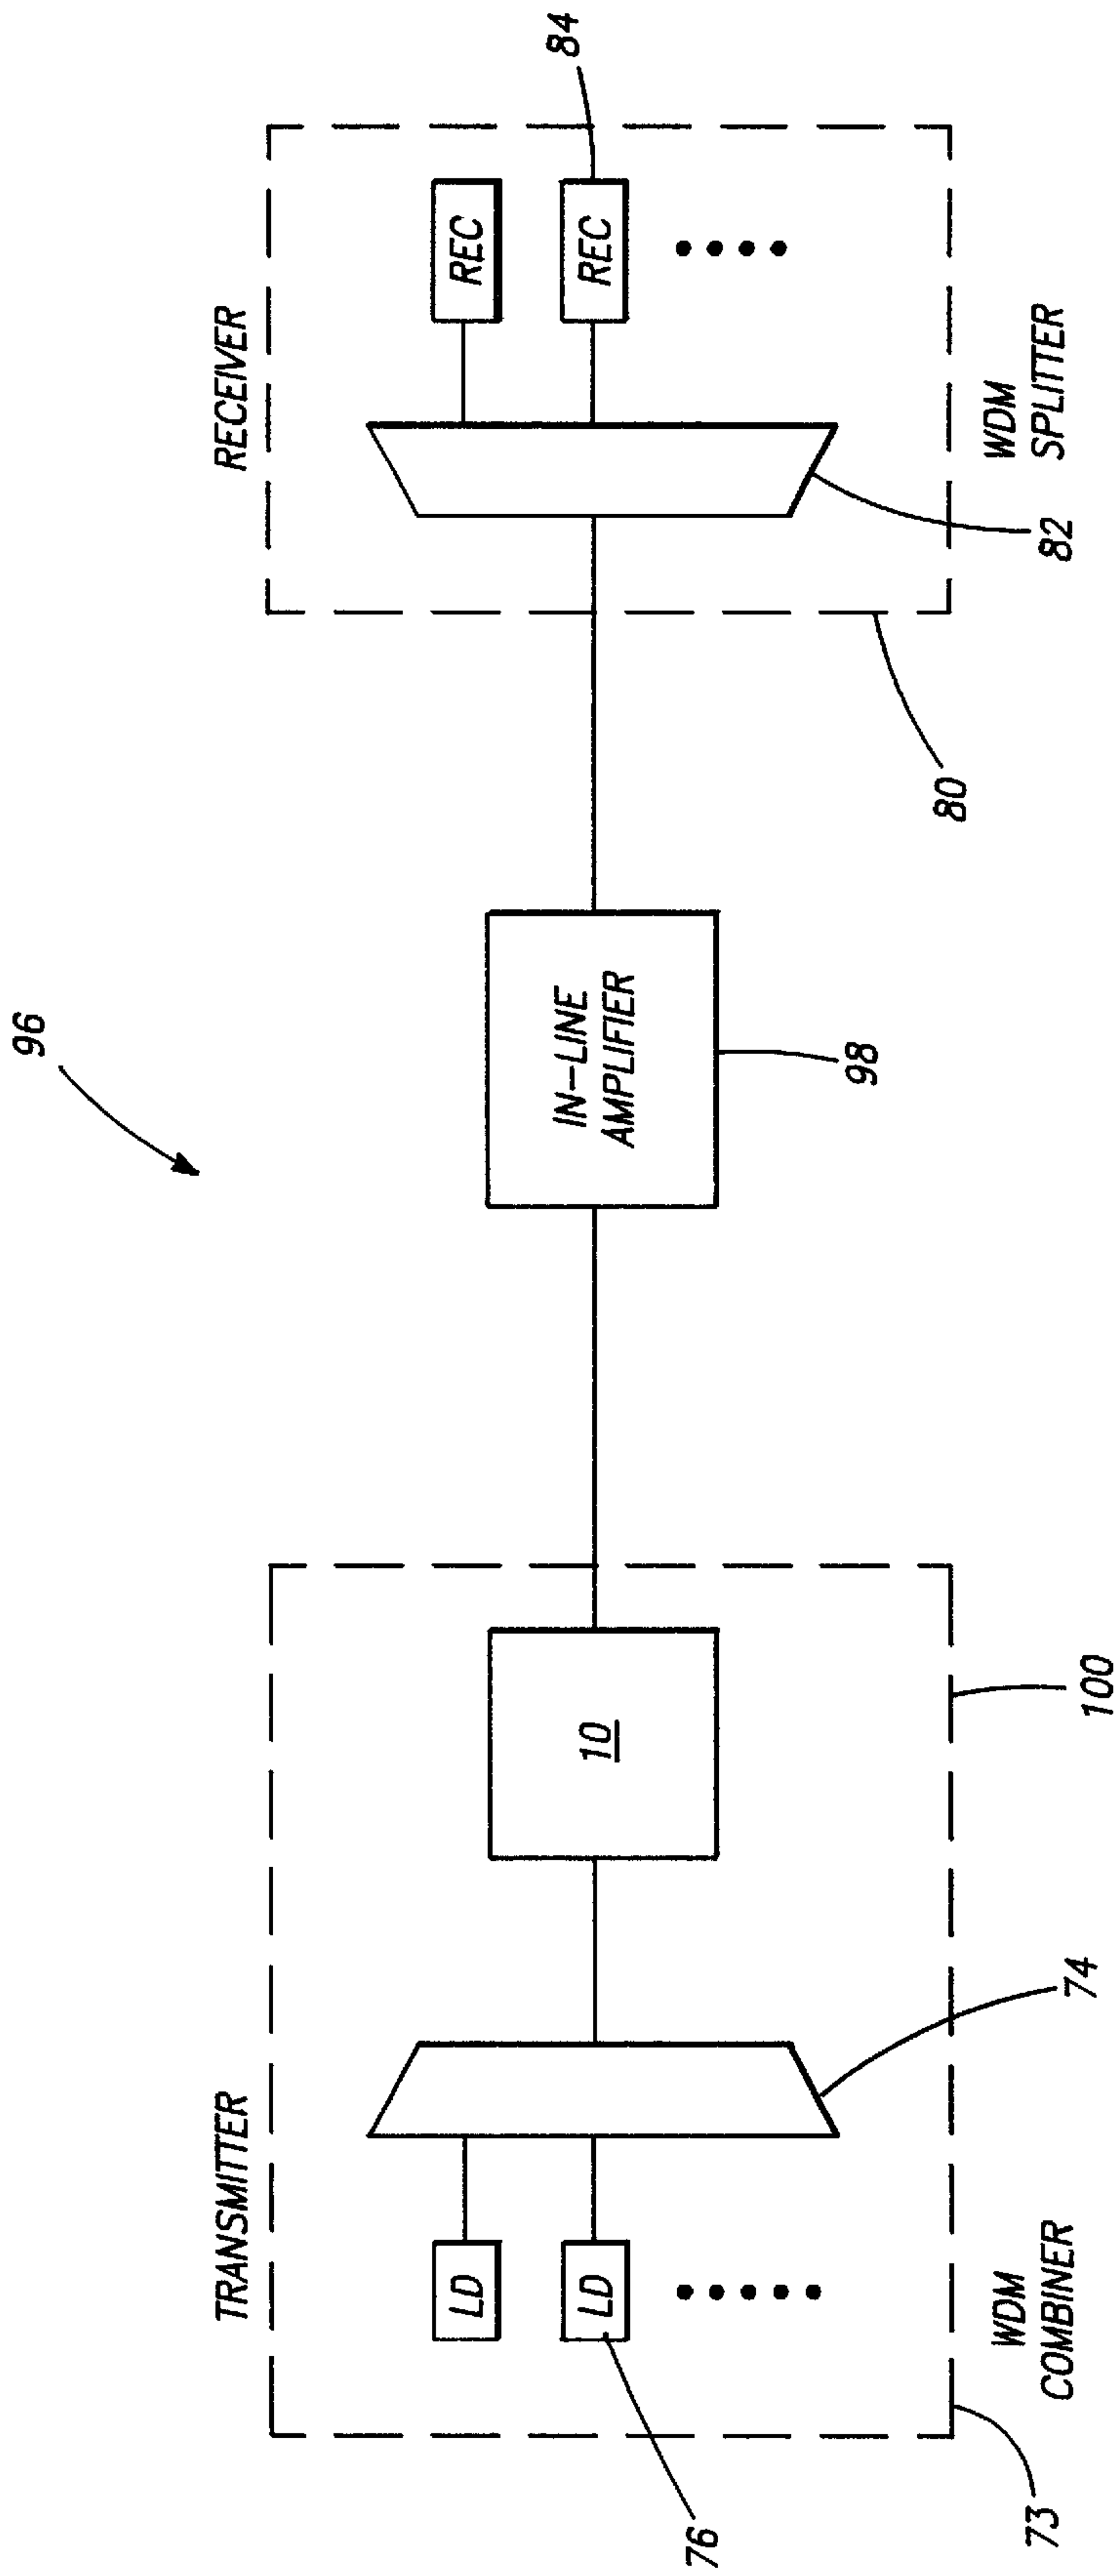 96
TRANSMITTER
RECEIVER
LD
LD
76
74
10
IN-LINE
AMPLIFIER
98
REC
REC
84
82
80
WDM
COMBINER
73
100
WDM
SPLITTER